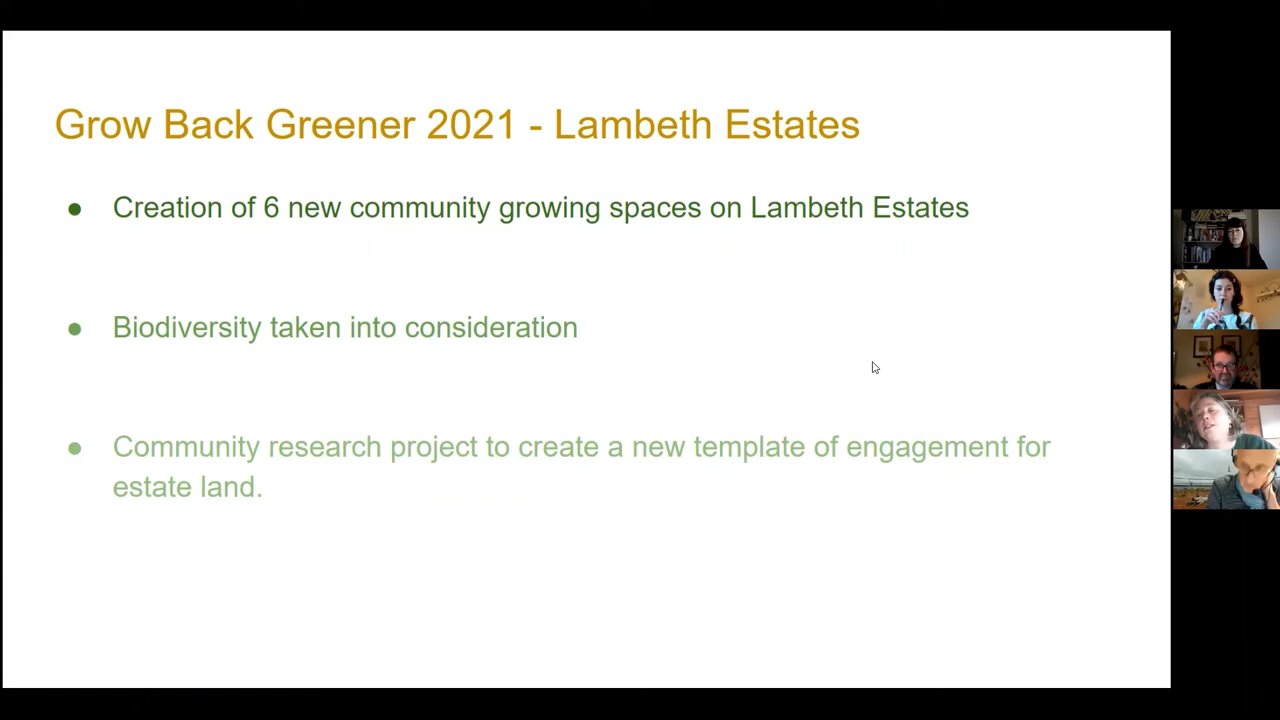 Grow Back Greener 2021 - Lambeth Estates
● Creation of 6 new community growing spaces on Lambeth Estates
● Biodiversity taken into consideration
● Community research project to create a new template of engagement for
estate land.